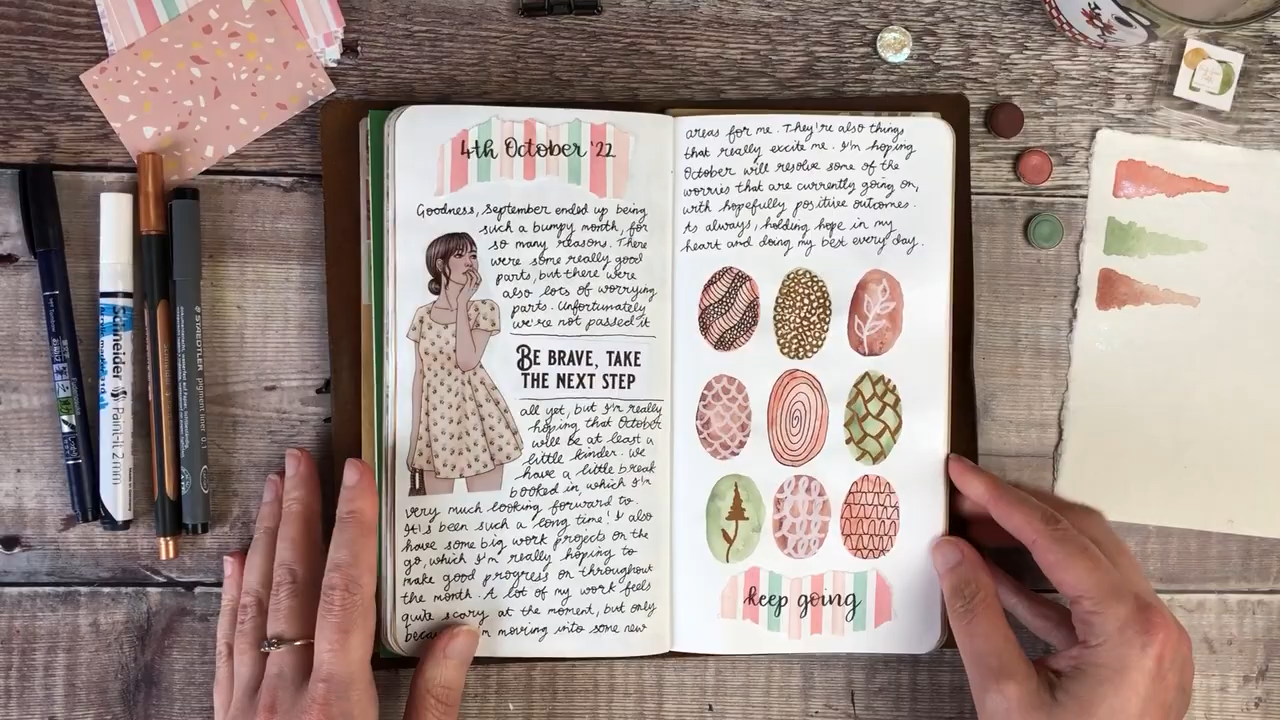 4th October '22
Goodness, September ended up being
such a bumpy month, for
so many reasons. There
were some really good
parts, but there were
also lots of worrying
parts. Unfortunately
we're not passed it
BE BRAVE, TAKE
THE NEXT STEP
all yet, but I'm really
hoping that October
will be at least a
little kinder. We
have a little break
booked in, which I'm
very much looking forward to.
It's been such a long time! I also
have some big work projects on the
go, which I'm really hoping to
make good progress on throughout
the month. A lot of my work feels
quite scary at the moment, but only
becau m moving into some new
areas for me. They're also things
that really excite me. I'm hoping
October will resolve some of the
worries that are currently going on,
with hopefully positive outcomes.
Its always, holding hope in my
heart and doing my best every day.
keep going
Schneider Paint-It 2 mm
STAEDTLER pigment liner 0.1